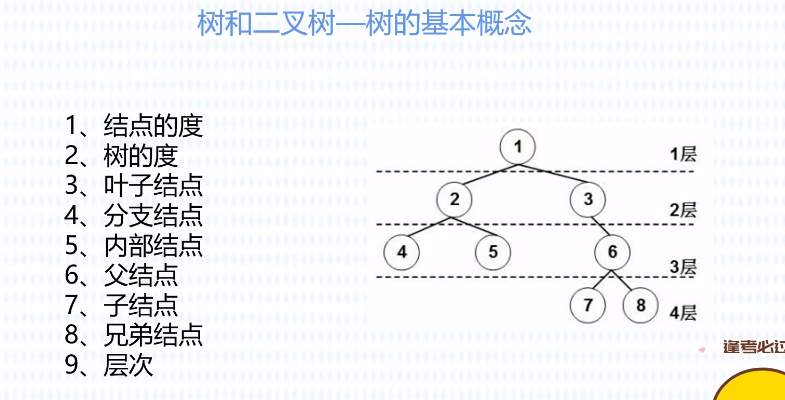 树和二叉树—树的基本概念
1、结点的度
2、树的度
3、叶子结点
4、分支结点
5、内部结点
6、父结点
7、子结点
8、兄弟结点
9、层次
1
1层
2
3
2层
4
5
6
3层
7
8
4层
逢考必过